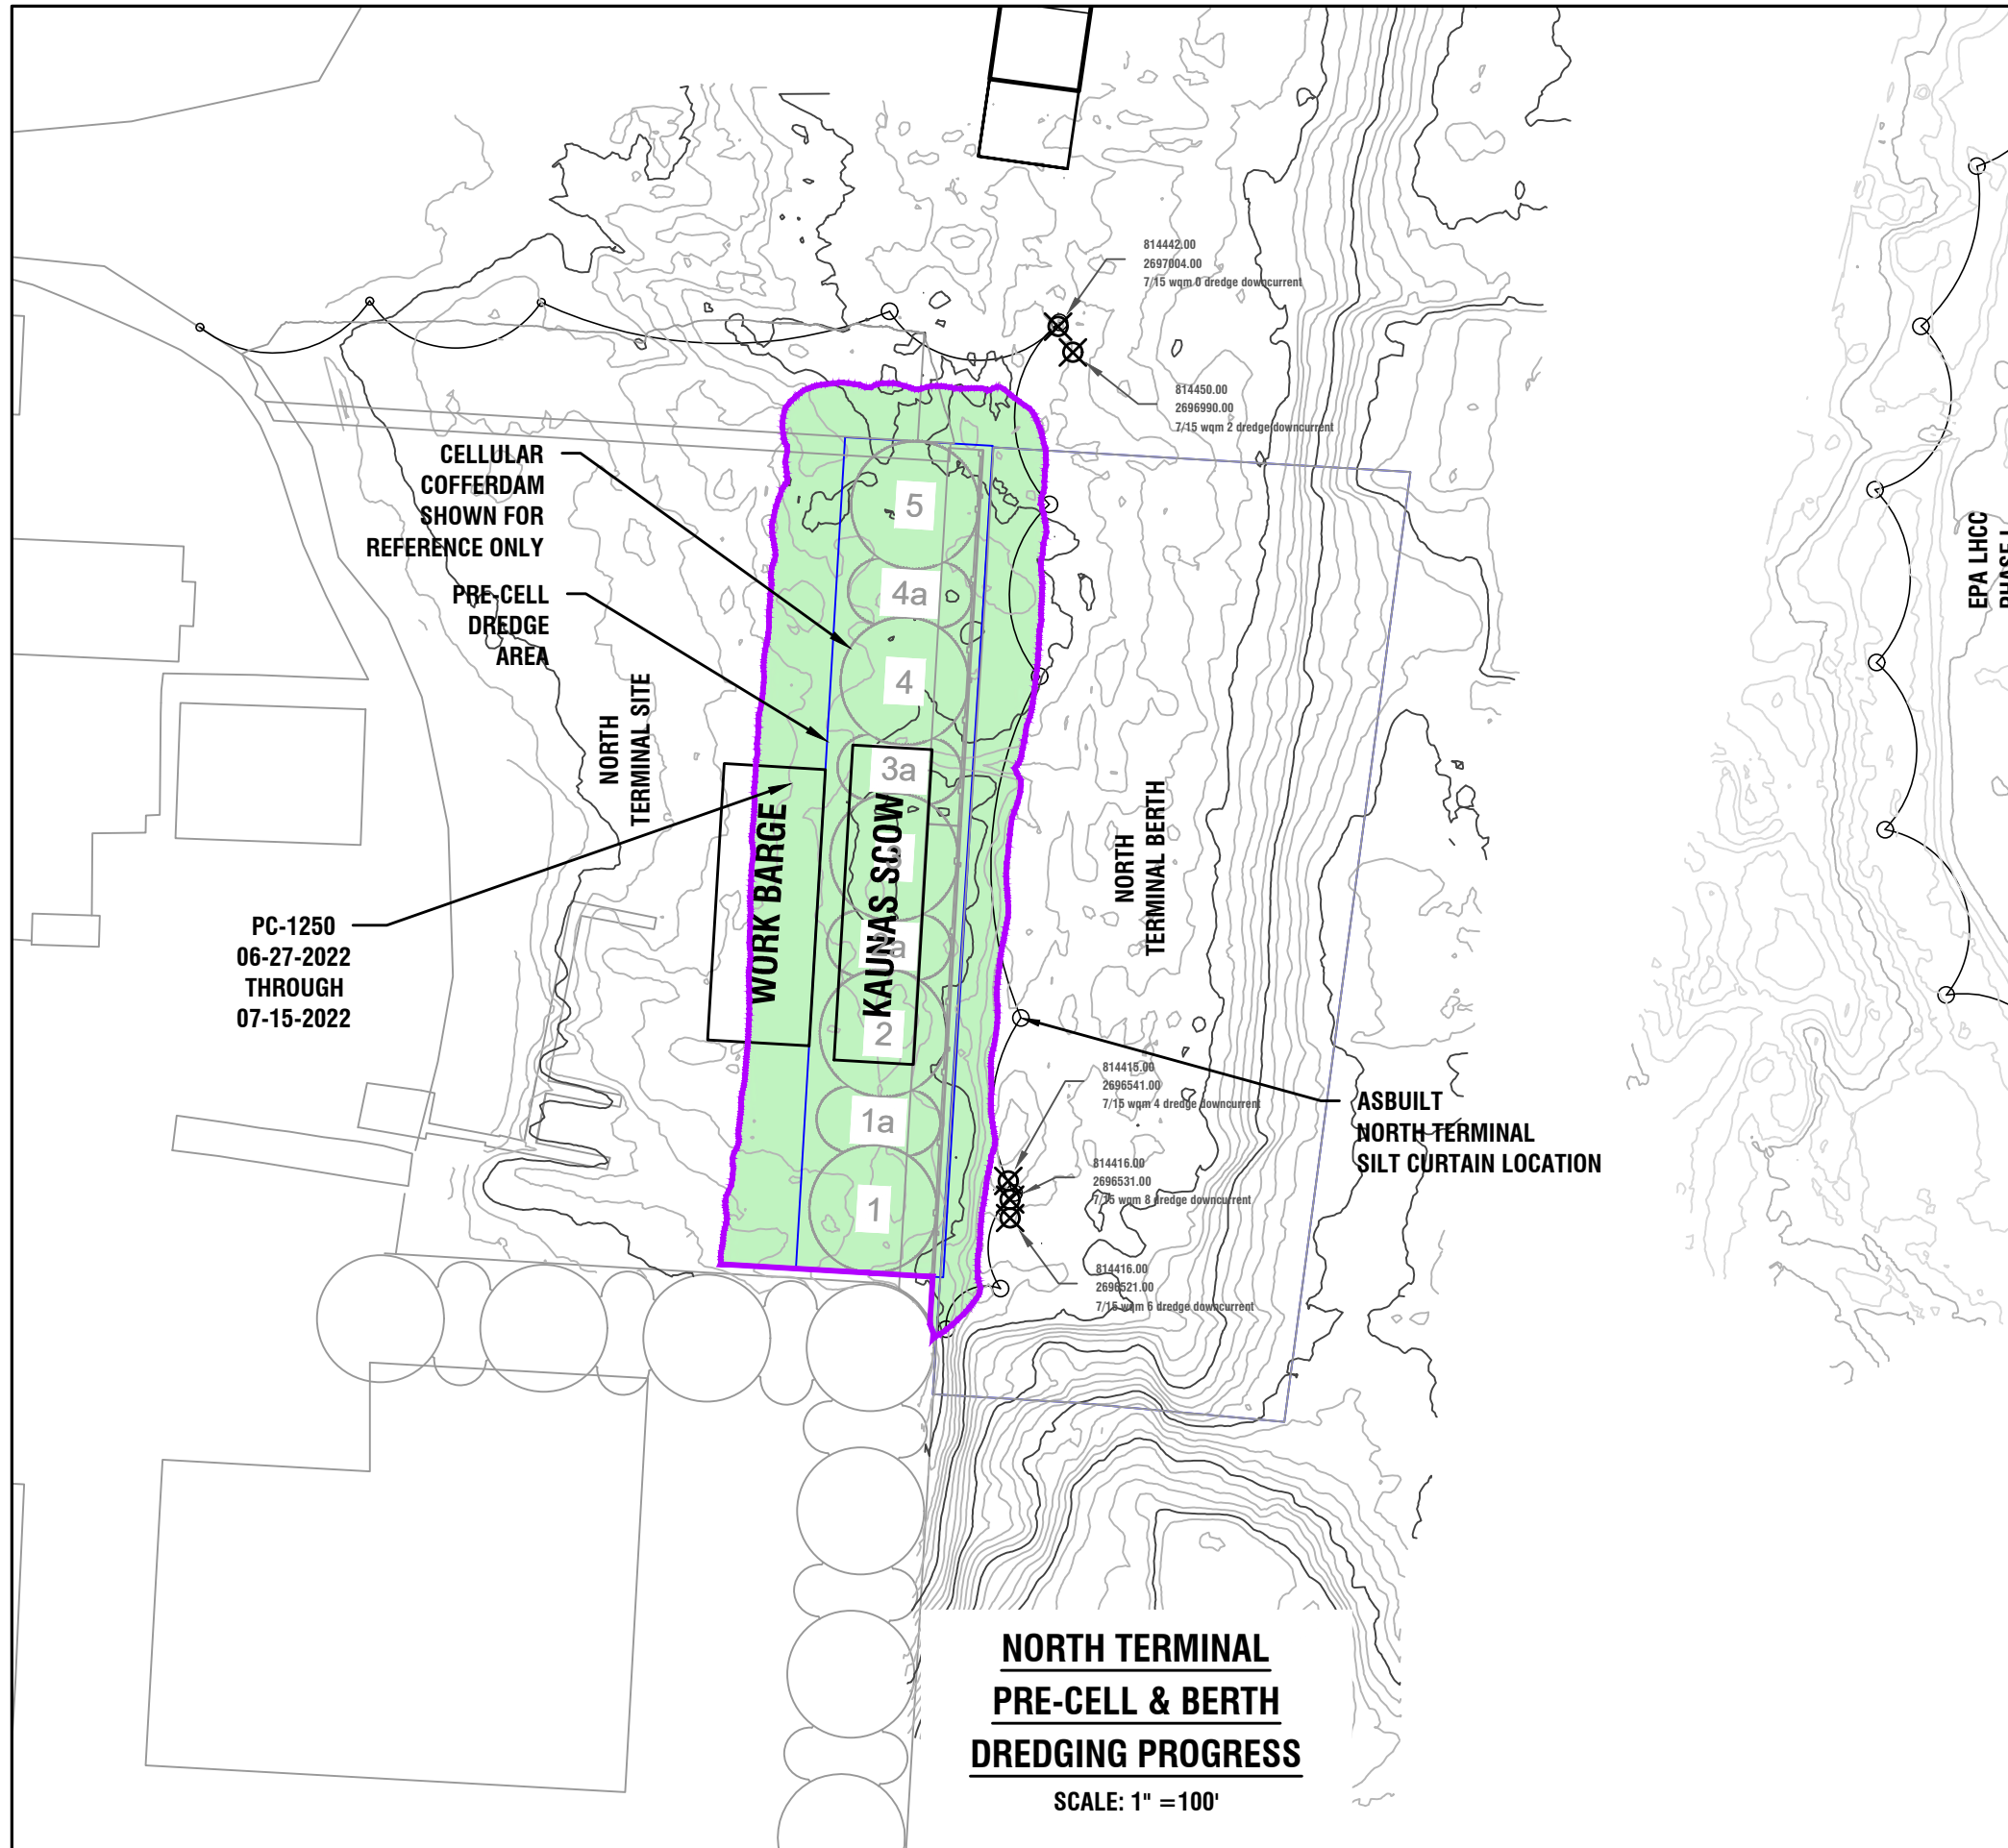 814442.00
2697004.00
7/15 wqm 0 dredge downcurrent
814450.00
2696990.00
7/15 wqm 2 dredge downcurrent
CELLULAR
COFFERDAM
SHOWN FOR
REFERENCE ONLY
PRE-CELL
DREDGE
AREA
NORTH
TERMINAL SITE
5
4a
4
3a
3
2a
2
1a
1
WORK BARGE
KAUNAS SCOW
NORTH
TERMINAL BERTH
EPA LHCC
PC-1250
06-27-2022
THROUGH
07-15-2022
814415.00
2696541.00
7/15 wqm 4 dredge downcurrent
814416.00
2696531.00
7/15 wqm 8 dredge downcurrent
814416.00
2696521.00
7/15 wqm 6 dredge downcurrent
ASBUILT
NORTH TERMINAL
SILT CURTAIN LOCATION
NORTH TERMINAL
PRE-CELL & BERTH
DREDGING PROGRESS
SCALE: 1" =100'